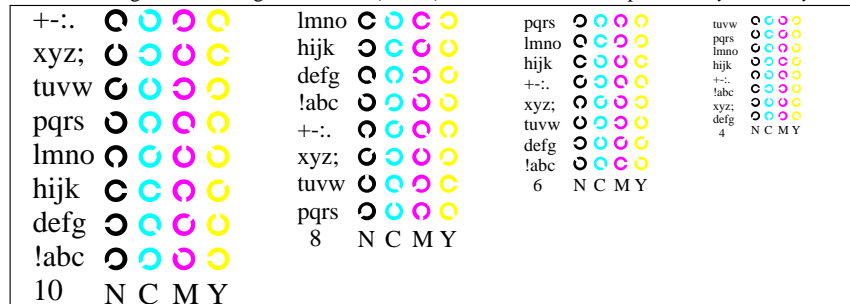 +-:.
xyz;
tuvw
pqrs
lmno
hijk
defg
!abc
10 N C M Y
lmno
hijk
defg
!abc
+-:.
xyz;
tuvw
pqrs
8 N C M Y
pqrs
lmno
hijk
+-:.
xyz;
tuvw
defg
!abc
6 N C M Y
tuvw
pqrs
lmno
hijk
+-:.
!abc
xyz;
defg
4 N C M Y